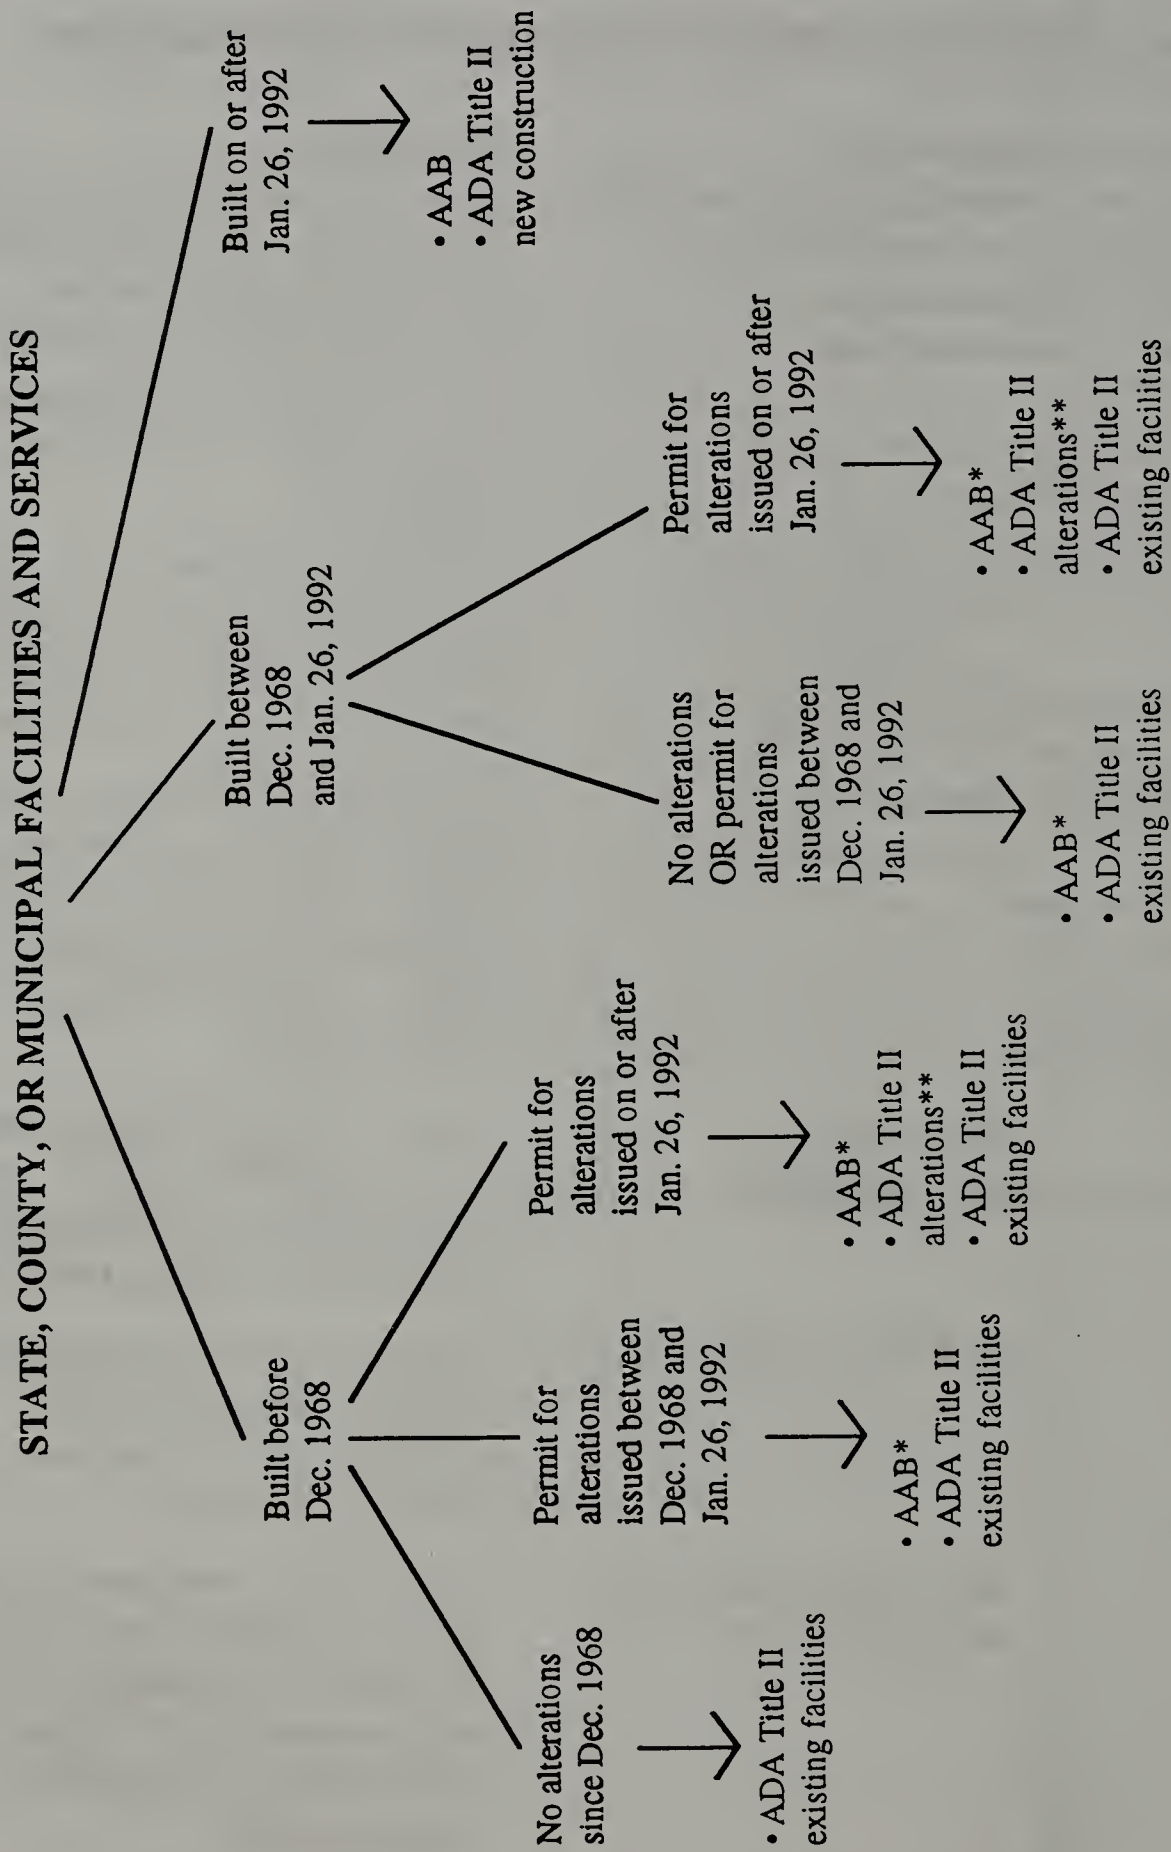 STATE, COUNTY, OR MUNICIPAL FACILITIES AND SERVICES
Built before
Dec. 1968
Built between
Dec. 1968
and Jan. 26, 1992
Built on or after
Jan. 26, 1992
No alterations
since Dec. 1968
Permit for
alterations
issued between
Dec. 1968 and
Jan. 26, 1992
Permit for
alterations
issued on or after
Jan. 26, 1992
No alterations
OR permit for
alterations
issued between
Dec. 1968 and
Jan. 26, 1992
Permit for
alterations
issued on or after
Jan. 26, 1992
• AAB
• ADA Title II
new construction
• ADA Title II
existing facilities
• AAB*
• ADA Title II
existing facilities
• AAB*
• ADA Title II
alterations**
• ADA Title II
existing facilities
• AAB*
• ADA Title II
existing facilities
• AAB*
• ADA Title II
alterations**
• ADA Title II
existing facilities